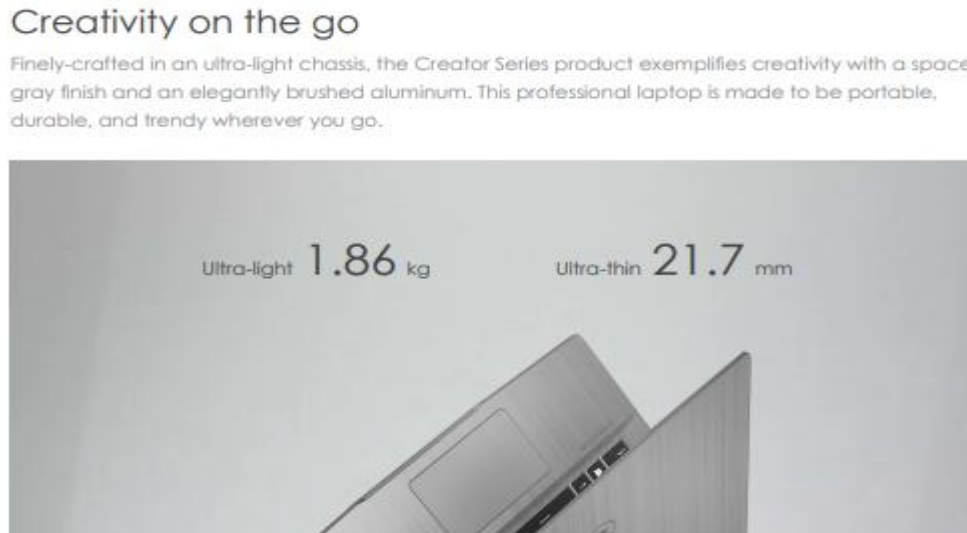 Creativity on the go
Finely-crafted in an ultra-light chassis, the Creator Series product exemplifies creativity with a space
gray finish and an elegantly brushed aluminum. This professional laptop is made to be portable,
durable, and trendy wherever you go.
Ultra-light 1.86 kg Ultra-thin 21.7 mm